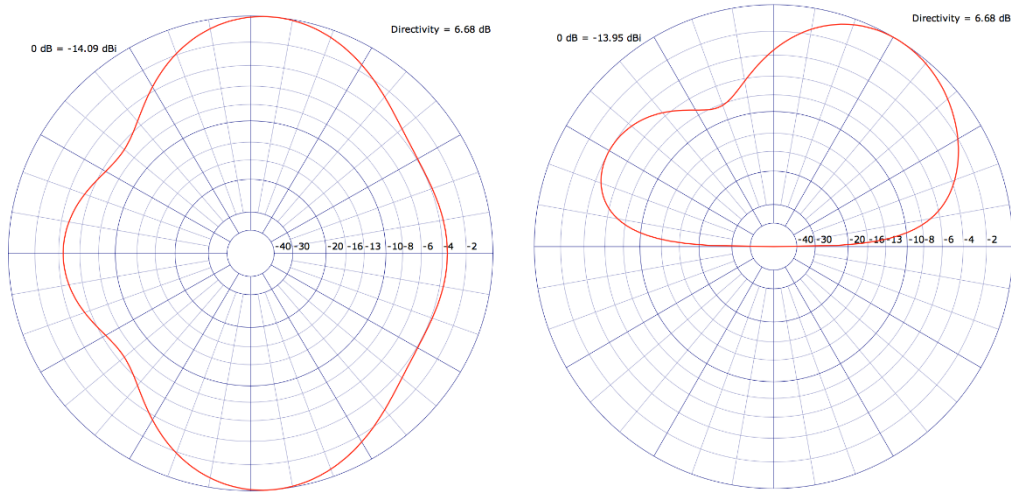 0 dB = -14.09 dBi
Directivity = 6.68 dB
-40 -30 -20 -16 -13 -10 -8 -6 -4 -2
0 dB = -13.95 dBi
Directivity = 6.68 dB
-40 -30 -20 -16 -13 -10 -8 -6 -4 -2